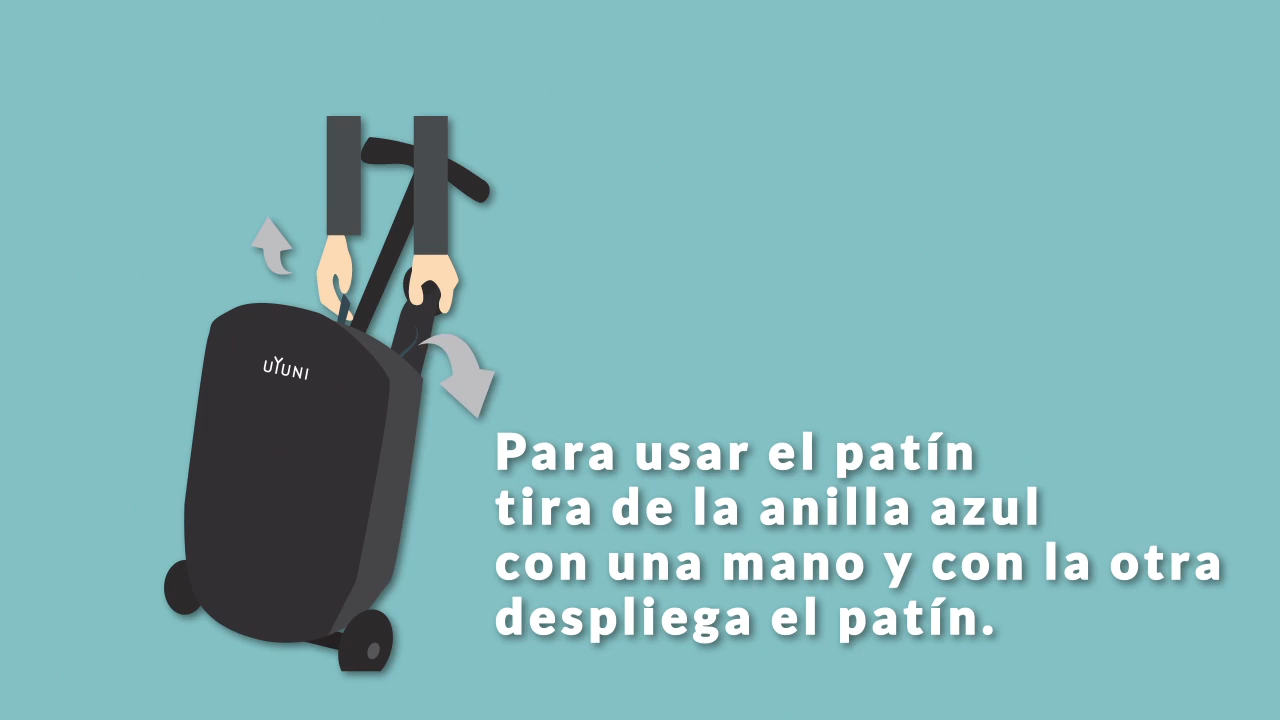 UYUNI
Para usar el patín
tira de la anilla azul
con una mano y con la otra
despliega el patín.